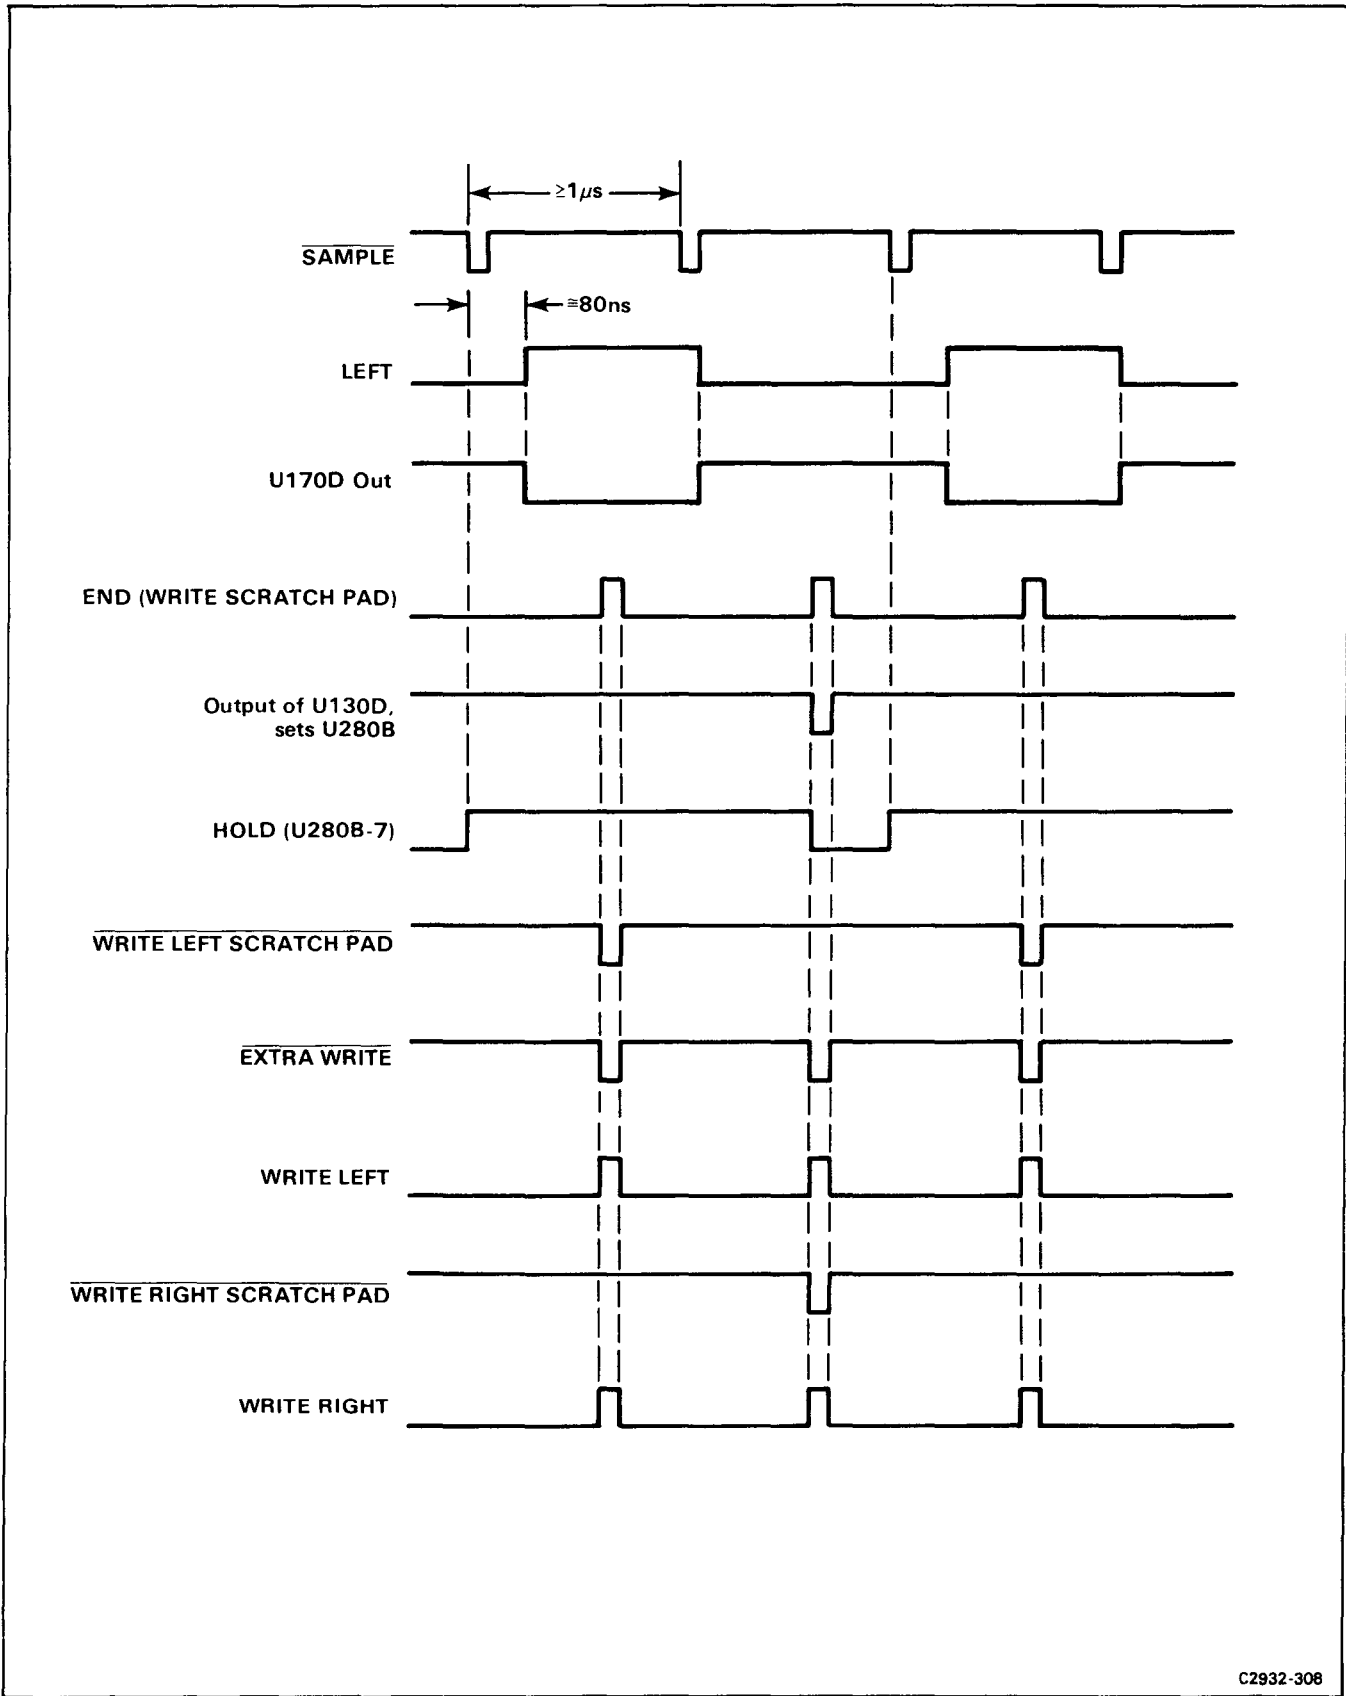 ≥1μs
SAMPLE
≅80ns
LEFT
U170D Out
END (WRITE SCRATCH PAD)
Output of U130D,
sets U280B
HOLD (U280B-7)
WRITE LEFT SCRATCH PAD
EXTRA WRITE
WRITE LEFT
WRITE RIGHT SCRATCH PAD
WRITE RIGHT
C2932-308